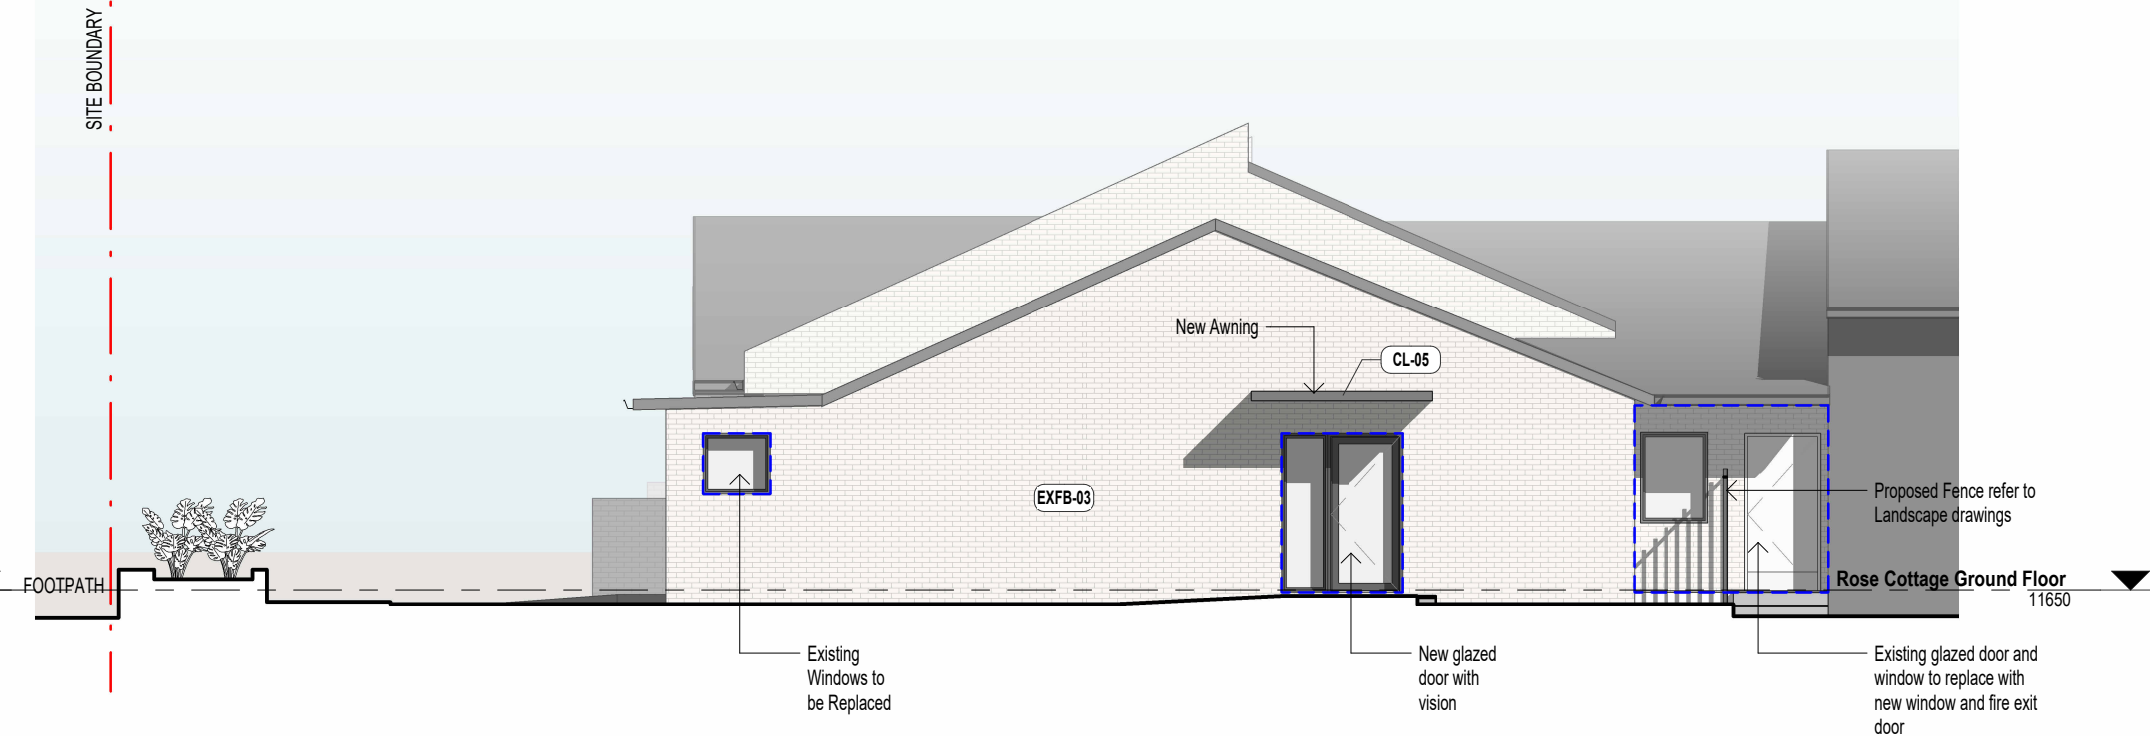 SITE BOUNDARY
New Awning
CL-05
EXFB-03
Proposed Fence refer to
Landscape drawings
FOOTPATH
Rose Cottage Ground Floor
11650
Existing
Windows to
be Replaced
New glazed
door with
vision
Existing glazed door and
window to replace with
new window and fire exit
door